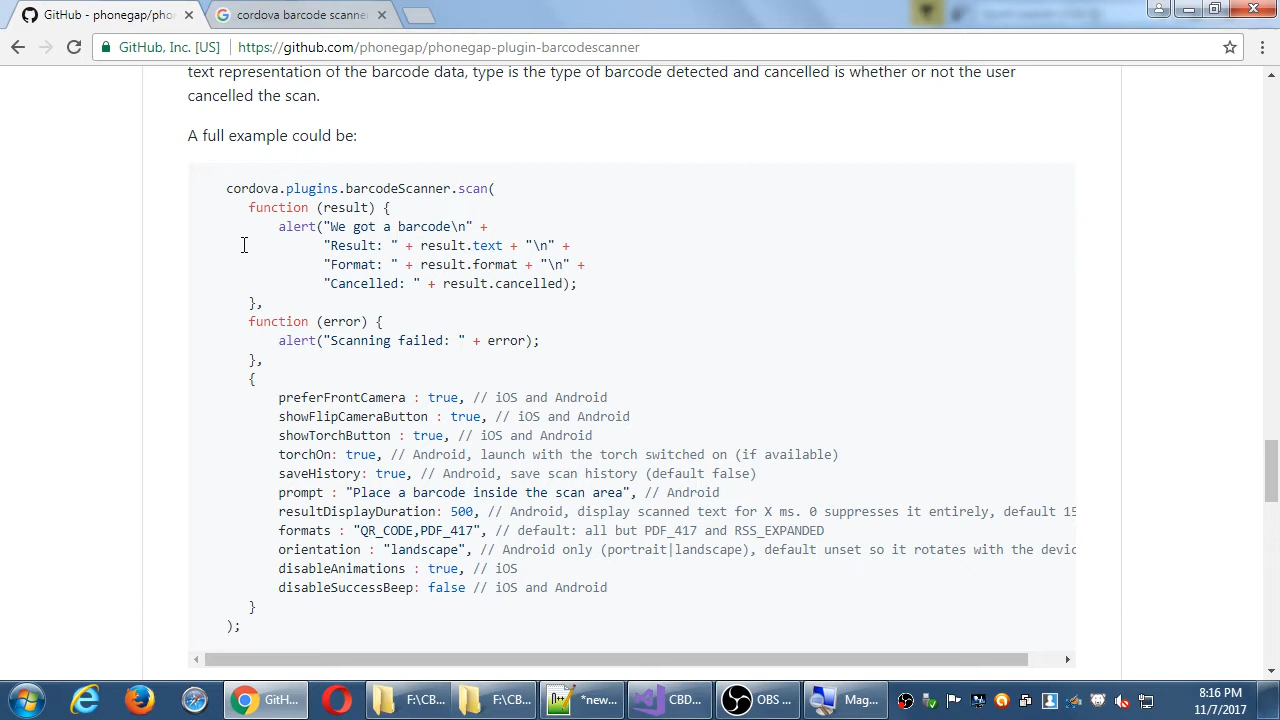 GitHub - phonegap/phon
cordova barcode scanner
GitHub, Inc. [US]
https://github.com/phonegap/phonegap-plugin-barcodescanner
text representation of the barcode data, type is the type of barcode detected and cancelled is whether or not the user
cancelled the scan.
A full example could be:
cordova.plugins.barcodeScanner.scan(
function (result) {
alert("We got a barcode\n" +
"Result: " + result.text + "\n" +
"Format: " + result.format + "\n" +
"Cancelled: " + result.cancelled);
},
function (error) {
alert("Scanning failed: " + error);
},
{
preferFrontCamera : true, // iOS and Android
showFlipCameraButton : true, // iOS and Android
showTorchButton : true, // iOS and Android
torchOn: true, // Android, launch with the torch switched on (if available)
saveHistory: true, // Android, save scan history (default false)
prompt : "Place a barcode inside the scan area", // Android
resultDisplayDuration: 500, // Android, display scanned text for X ms. 0 suppresses it entirely, default 15
formats : "QR_CODE,PDF_417", // default: all but PDF_417 and RSS_EXPANDED
orientation : "landscape", // Android only (portrait|landscape), default unset so it rotates with the devic
disableAnimations : true, // iOS
disableSuccessBeep: false // iOS and Android
}
);
GitH...
F:\CB...
F:\CB...
*new...
CBD...
OBS ...
Mag...
8:16 PM
11/7/2017